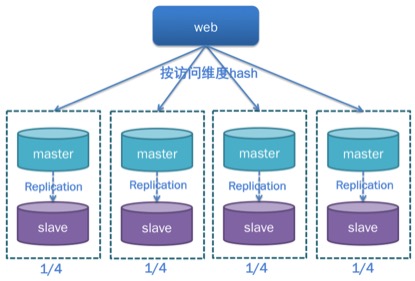 web
按访问维度hash
master master master master
Replication Replication Replication Replication
slave slave slave slave
1/4 1/4 1/4 1/4